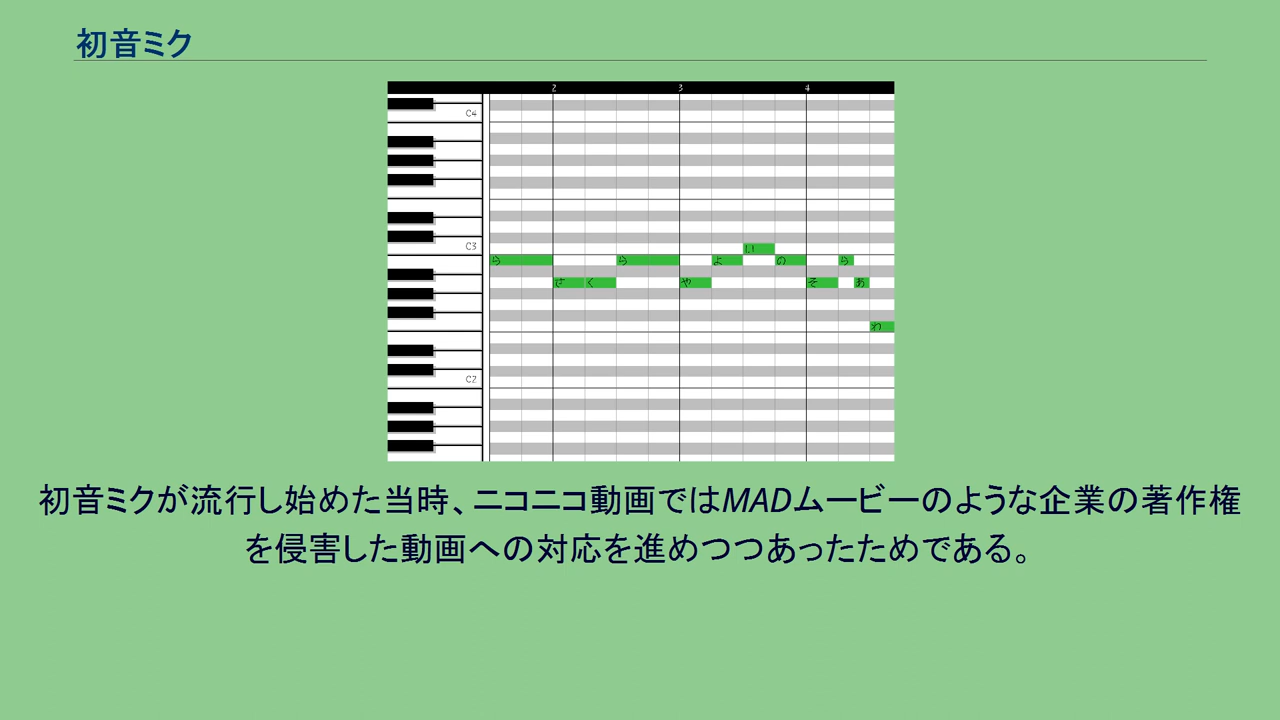 初音ミク
2 3 4
C4
C3
い
ら ら よ の ら
さ く や そ あ
わ
C2
初音ミクが流行し始めた当時、ニコニコ動画ではMADムービーのような企業の著作権
を侵害した動画への対応を進めつつあったためである。